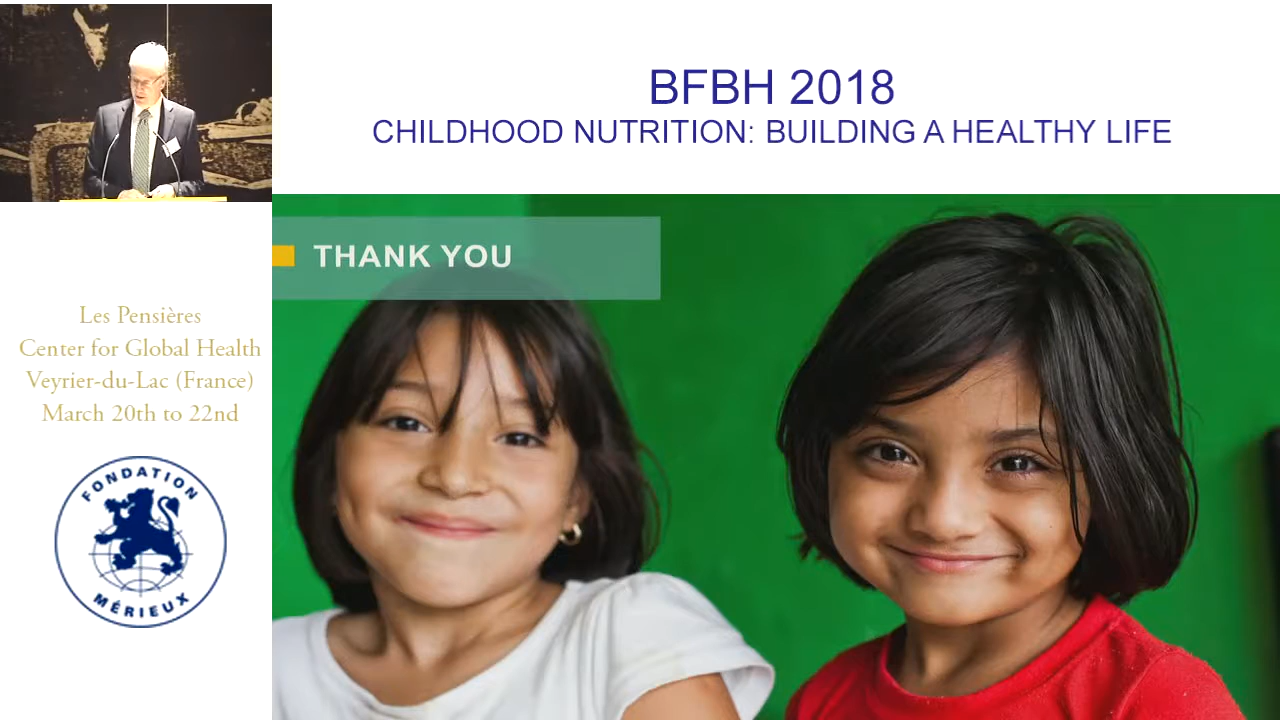 BFBH 2018
CHILDHOOD NUTRITION: BUILDING A HEALTHY LIFE
THANK YOU
Les Pensières
Center for Global Health
Veyrier-du-Lac (France)
March 20th to 22nd
FONDATION
MÉRIEUX